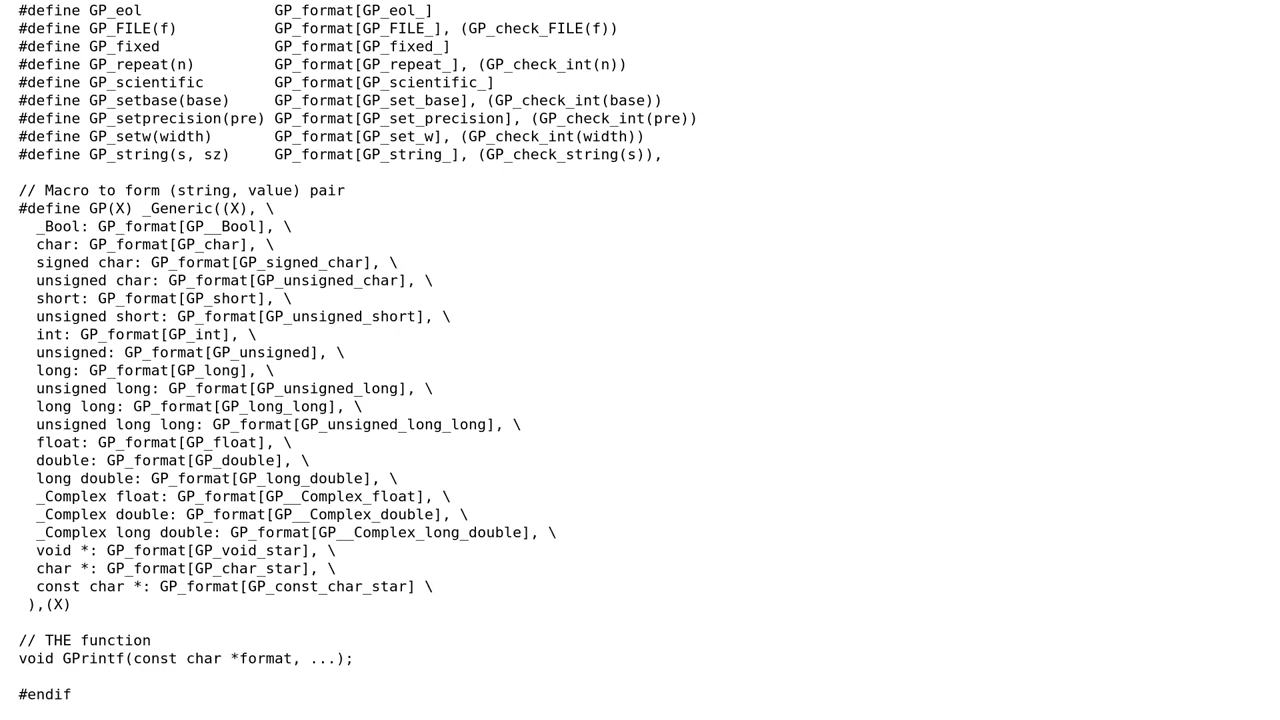 #define GP_eol               GP_format[GP_eol_]
#define GP_FILE(f)           GP_format[GP_FILE_], (GP_check_FILE(f))
#define GP_fixed             GP_format[GP_fixed_]
#define GP_repeat(n)         GP_format[GP_repeat_], (GP_check_int(n))
#define GP_scientific        GP_format[GP_scientific_]
#define GP_setbase(base)     GP_format[GP_set_base], (GP_check_int(base))
#define GP_setprecision(pre) GP_format[GP_set_precision], (GP_check_int(pre))
#define GP_setw(width)       GP_format[GP_set_w], (GP_check_int(width))
#define GP_string(s, sz)     GP_format[GP_string_], (GP_check_string(s)),

// Macro to form (string, value) pair
#define GP(X) _Generic((X), \
  _Bool: GP_format[GP__Bool], \
  char: GP_format[GP_char], \
  signed char: GP_format[GP_signed_char], \
  unsigned char: GP_format[GP_unsigned_char], \
  short: GP_format[GP_short], \
  unsigned short: GP_format[GP_unsigned_short], \
  int: GP_format[GP_int], \
  unsigned: GP_format[GP_unsigned], \
  long: GP_format[GP_long], \
  unsigned long: GP_format[GP_unsigned_long], \
  long long: GP_format[GP_long_long], \
  unsigned long long: GP_format[GP_unsigned_long_long], \
  float: GP_format[GP_float], \
  double: GP_format[GP_double], \
  long double: GP_format[GP_long_double], \
  _Complex float: GP_format[GP__Complex_float], \
  _Complex double: GP_format[GP__Complex_double], \
  _Complex long double: GP_format[GP__Complex_long_double], \
  void *: GP_format[GP_void_star], \
  char *: GP_format[GP_char_star], \
  const char *: GP_format[GP_const_char_star] \
 ),(X)

// THE function
void GPrintf(const char *format, ...);

#endif